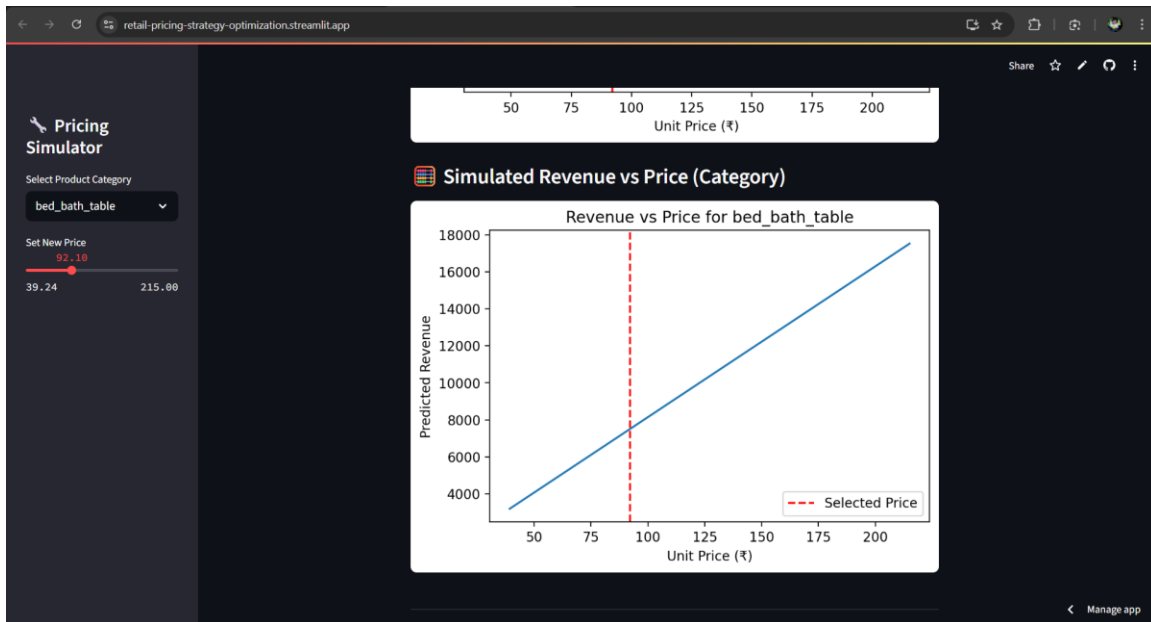 retail-pricing-strategy-optimization.streamlit.app
Share
Pricing
Simulator
Select Product Category
bed_bath_table
Set New Price
92.10
39.24 215.00
50 75 100 125 150 175 200
Unit Price (₹)
Simulated Revenue vs Price (Category)
Revenue vs Price for bed_bath_table
18000
16000
14000
12000
10000
8000
6000
4000
Predicted Revenue
Selected Price
50 75 100 125 150 175 200
Unit Price (₹)
Manage app